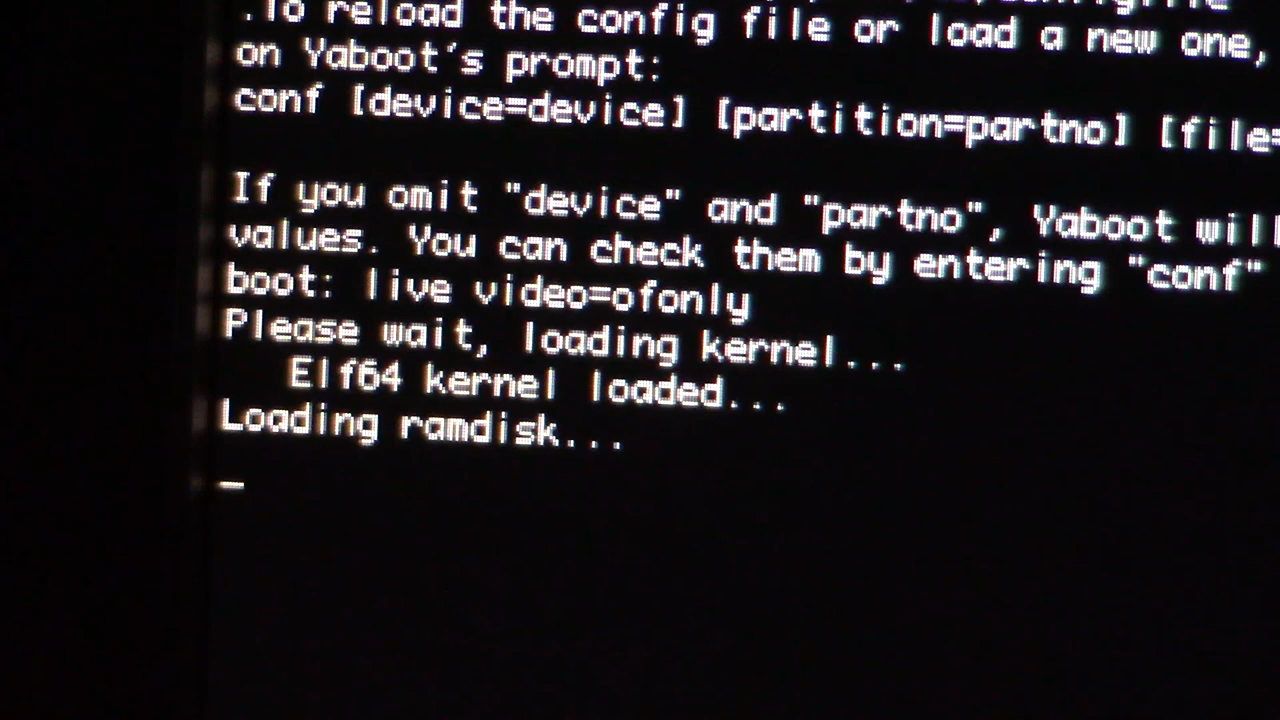 .To reload the config file or load a new one,
on Yaboot's prompt:
conf [device=device] [partition=partno] [file=
If you omit "device" and "partno", Yaboot will
values. You can check them by entering "conf"
boot: live video=ofonly
Please wait, loading kernel...
Elf64 kernel loaded...
Loading ramdisk...
_